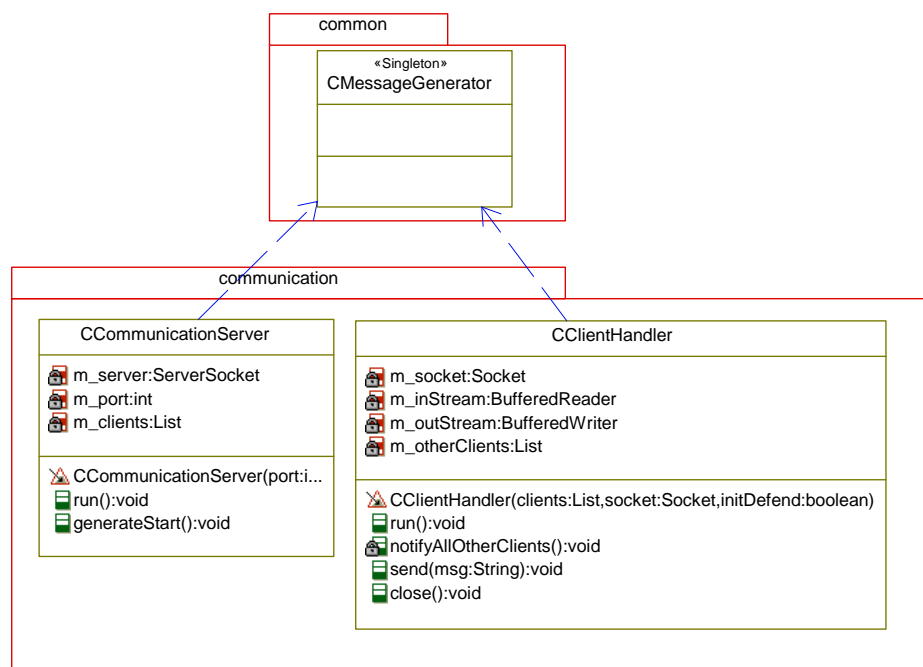 common
«Singleton»
CMessageGenerator
communication
CCommunicationServer
m_server:ServerSocket
m_port:int
m_clients:List
CCommunicationServer(port:i...
run():void
generateStart():void
CClientHandler
m_socket:Socket
m_inStream:BufferedReader
m_outStream:BufferedWriter
m_otherClients:List
CClientHandler(clients:List,socket:Socket,initDefend:boolean)
run():void
notifyAllOtherClients():void
send(msg:String):void
close():void